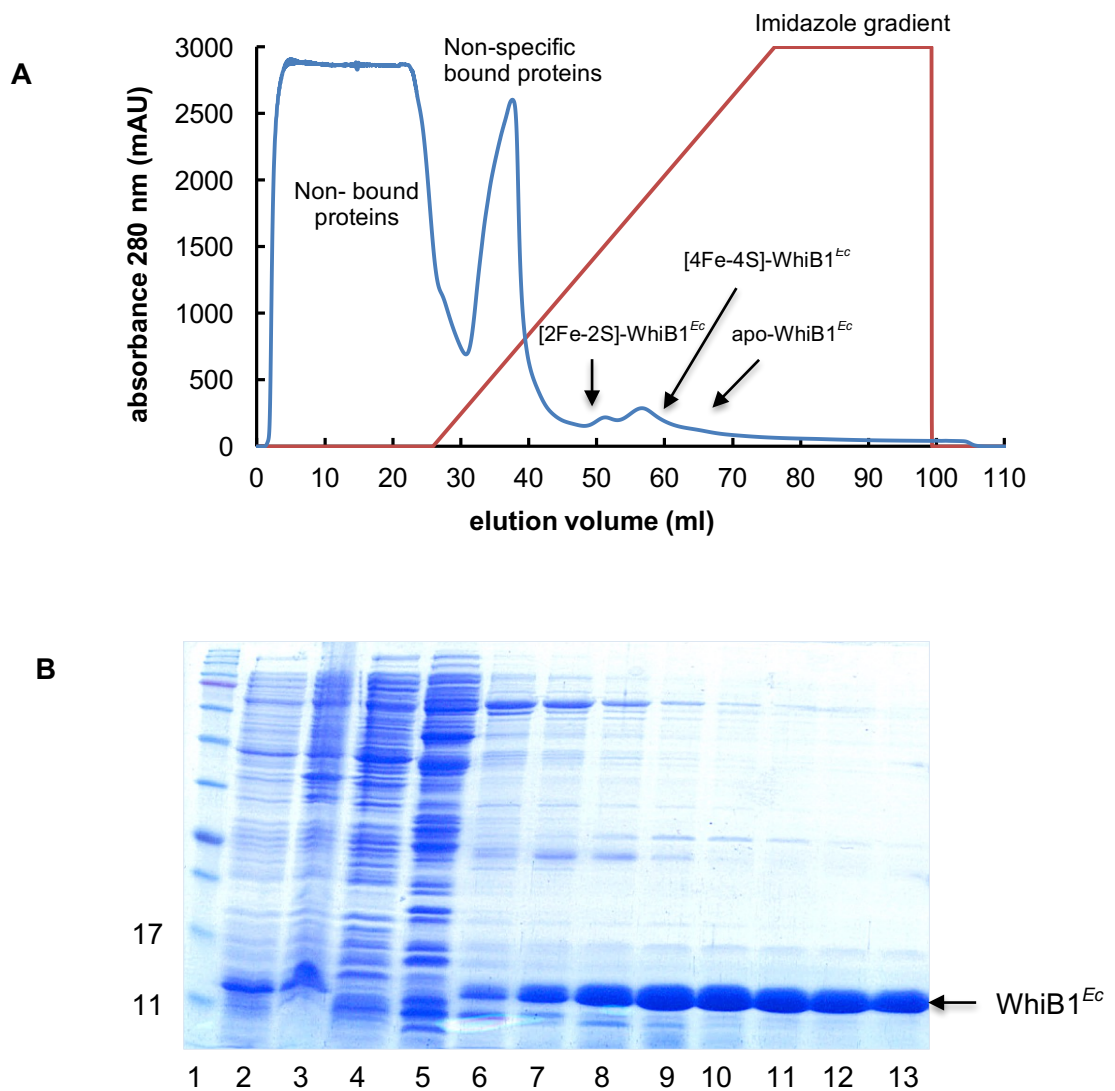 A
Imidazole gradient
Non-specific
bound proteins
Non- bound
proteins
[4Fe-4S]-WhiB1Ec
[2Fe-2S]-WhiB1Ec
apo-WhiB1Ec
absorbance 280 nm (mAU)
3000
2500
2000
1500
1000
500
0
0 10 20 30 40 50 60 70 80 90 100 110
elution volume (ml)
B
17
11
WhiB1Ec
1 2 3 4 5 6 7 8 9 10 11 12 13